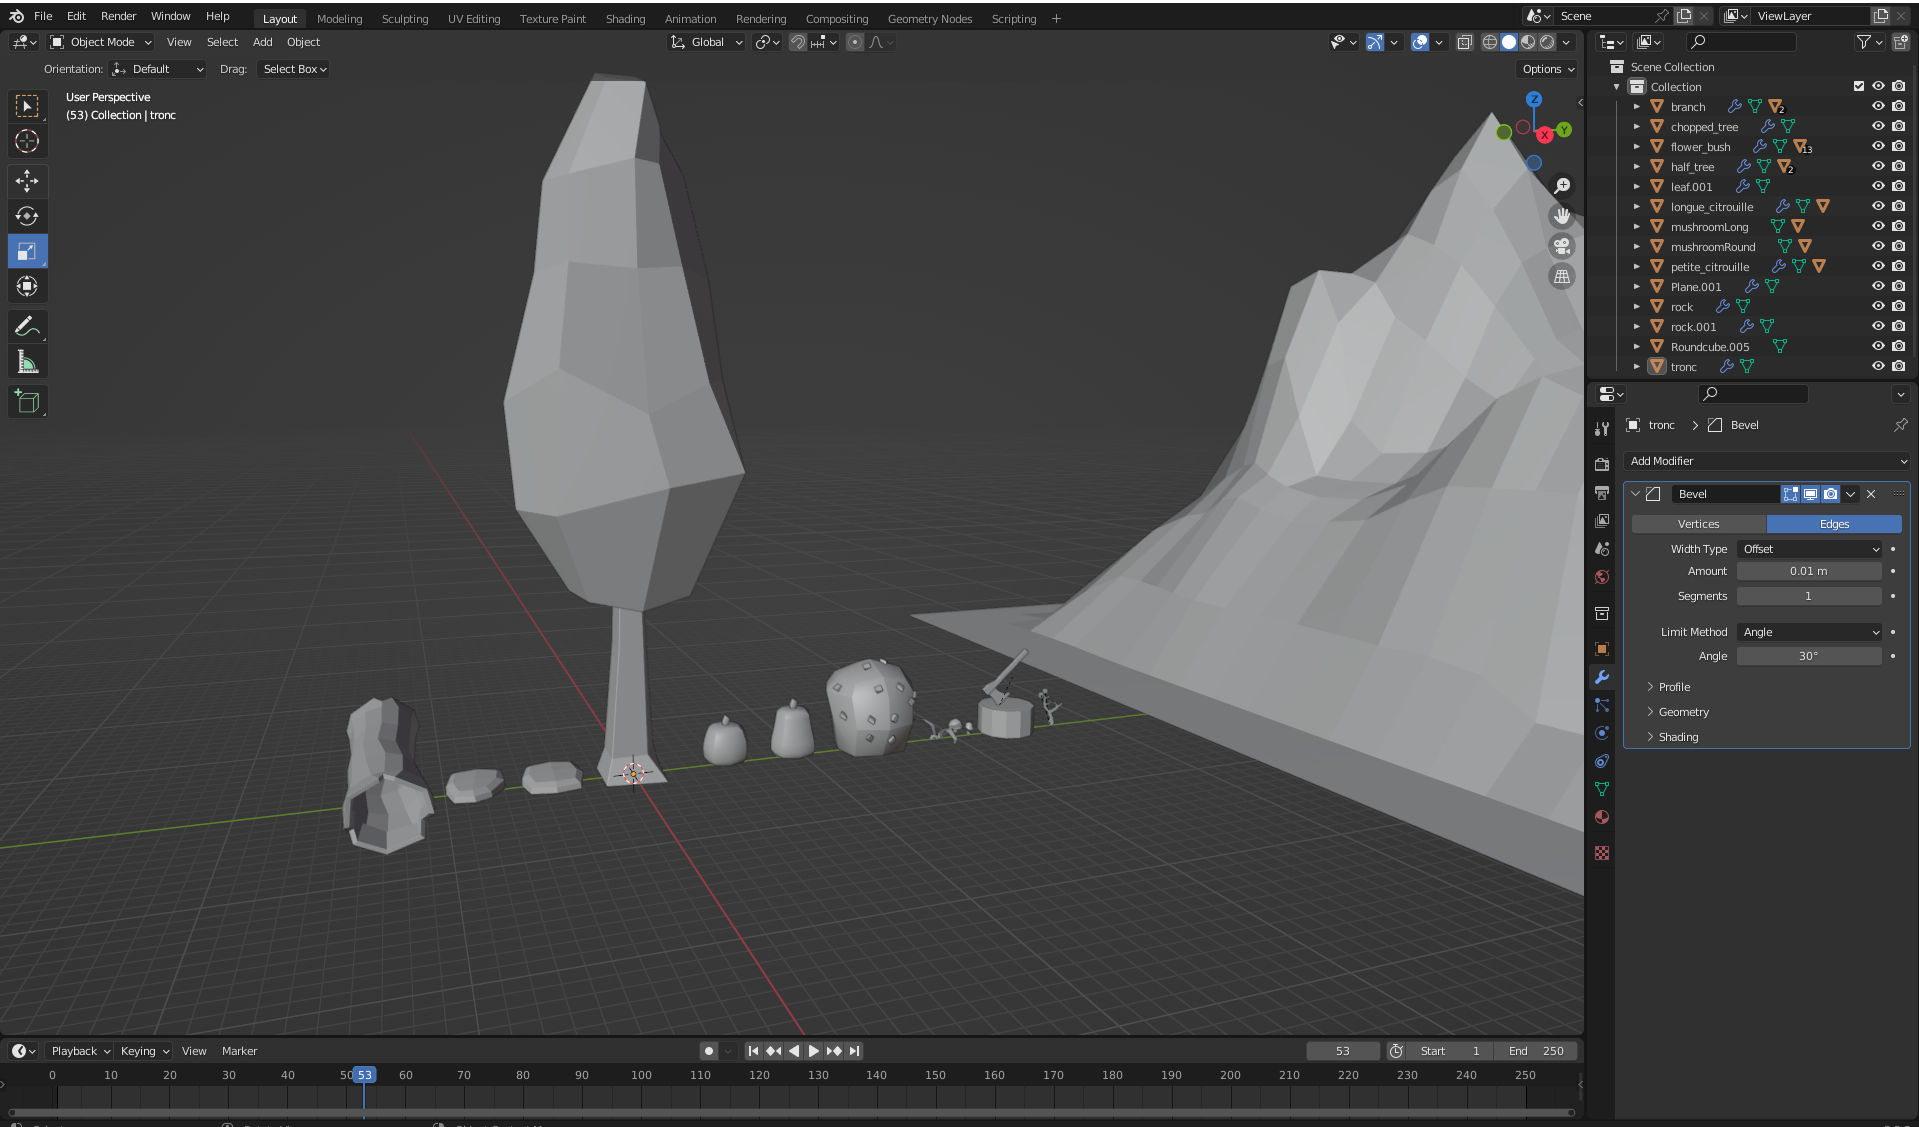 File Edit Render Window Help Layout Modeling Sculpting UV Editing Texture Paint Shading Animation Rendering Compositing Geometry Nodes Scripting + Scene ViewLayer
Object Mode View Select Add Object Global
Orientation: Default Drag: Select Box Options
User Perspective
(53) Collection | tronc
Z
Y
X
Scene Collection
Collection
branch 2
chopped_tree
flower_bush 13
half_tree 2
leaf.001
longue_citrouille
mushroomLong
mushroomRound
petite_citrouille
Plane.001
rock
rock.001
Roundcube.005
tronc
tronc > Bevel
Add Modifier
Bevel
Vertices Edges
Width Type Offset
Amount 0.01 m
Segments 1
Limit Method Angle
Angle 30°
Profile
Geometry
Shading
Playback Keying View Marker 53 Start 1 End 250
0 10 20 30 40 50 53 60 70 80 90 100 110 120 130 140 150 160 170 180 190 200 210 220 230 240 250